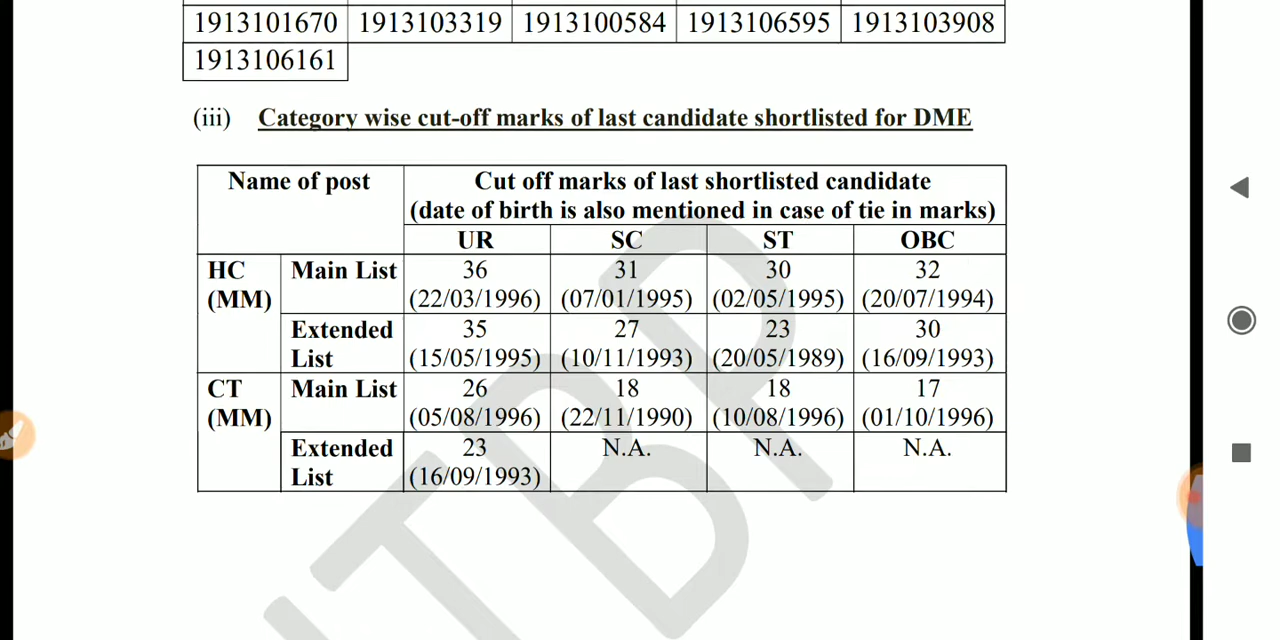 1913101670 1913103319 1913100584 1913106595 1913103908
1913106161
(iii) Category wise cut-off marks of last candidate shortlisted for DME
Name of post Cut off marks of last shortlisted candidate
(date of birth is also mentioned in case of tie in marks)
UR SC ST OBC
HC Main List 36 31 30 32
(MM) (22/03/1996) (07/01/1995) (02/05/1995) (20/07/1994)
Extended 35 27 23 30
List (15/05/1995) (10/11/1993) (20/05/1989) (16/09/1993)
CT Main List 26 18 18 17
(MM) (05/08/1996) (22/11/1990) (10/08/1996) (01/10/1996)
Extended 23 N.A. N.A. N.A.
List (16/09/1993)
ITBP